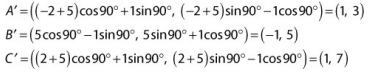 A′=((−2+5)cos90°+1sin90°, (−2+5)sin90°−1cos90°)=(1, 3)
B′=(5cos90°−1sin90°, 5sin90°+1cos90°)=(−1, 5)
C′=((2+5)cos90°+1sin90°, (2+5)sin90°−1cos90°)=(1, 7)